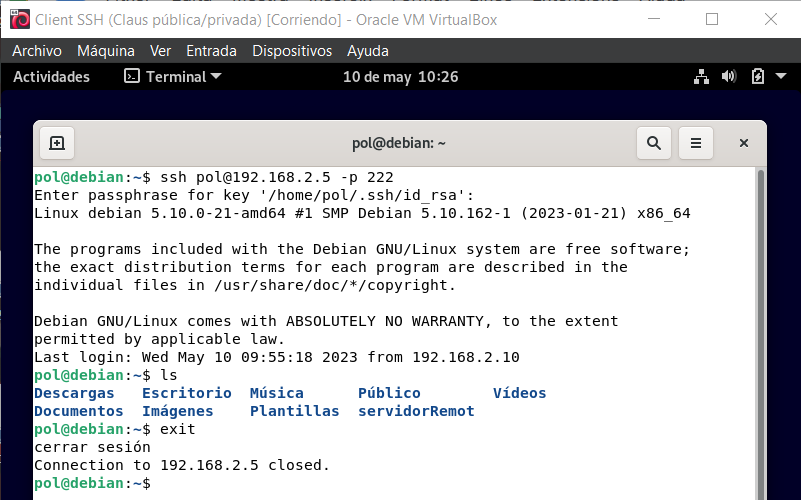 Client SSH (Claus pública/privada) [Corriendo] - Oracle VM VirtualBox
Archivo Máquina Ver Entrada Dispositivos Ayuda
Actividades Terminal 10 de may 10:26
pol@debian: ~
pol@debian:~$ ssh pol@192.168.2.5 -p 222
Enter passphrase for key '/home/pol/.ssh/id_rsa':
Linux debian 5.10.0-21-amd64 #1 SMP Debian 5.10.162-1 (2023-01-21) x86_64
The programs included with the Debian GNU/Linux system are free software;
the exact distribution terms for each program are described in the
individual files in /usr/share/doc/*/copyright.
Debian GNU/Linux comes with ABSOLUTELY NO WARRANTY, to the extent
permitted by applicable law.
Last login: Wed May 10 09:55:18 2023 from 192.168.2.10
pol@debian:~$ ls
Descargas Escritorio Música Público Vídeos
Documentos Imágenes Plantillas servidorRemot
pol@debian:~$ exit
cerrar sesión
Connection to 192.168.2.5 closed.
pol@debian:~$